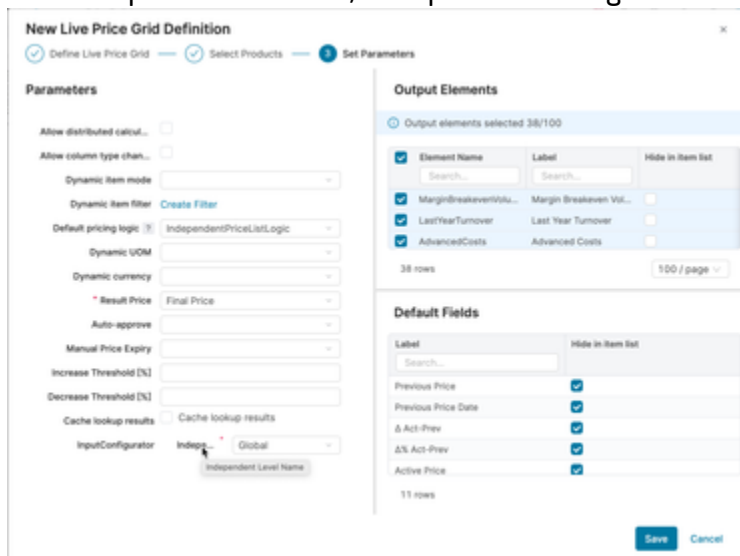 New Live Price Grid Definition
Define Live Price Grid
Select Products
3 Set Parameters
Parameters
Allow distributed calcul...
Allow column type chan...
Dynamic item mode
Dynamic item filter Create Filter
Default pricing logic ? IndependentPriceListLogic
Dynamic UOM
Dynamic currency
* Result Price Final Price
Auto-approve
Manual Price Expiry
Increase Threshold [%]
Decrease Threshold [%]
Cache lookup results Cache lookup results
InputConfigurator Indepe... * Global
Independent Level Name
Output Elements
Output elements selected 38/100
Element Name Label Hide in item list
Search... Search...
MarginBreakevenVolu... Margin Breakeven Vol...
LastYearTurnover Last Year Turnover
AdvancedCosts Advanced Costs
38 rows 100 / page
Default Fields
Label Hide in item list
Search...
Previous Price
Previous Price Date
Δ Act-Prev
Δ% Act-Prev
Active Price
11 rows
Save Cancel